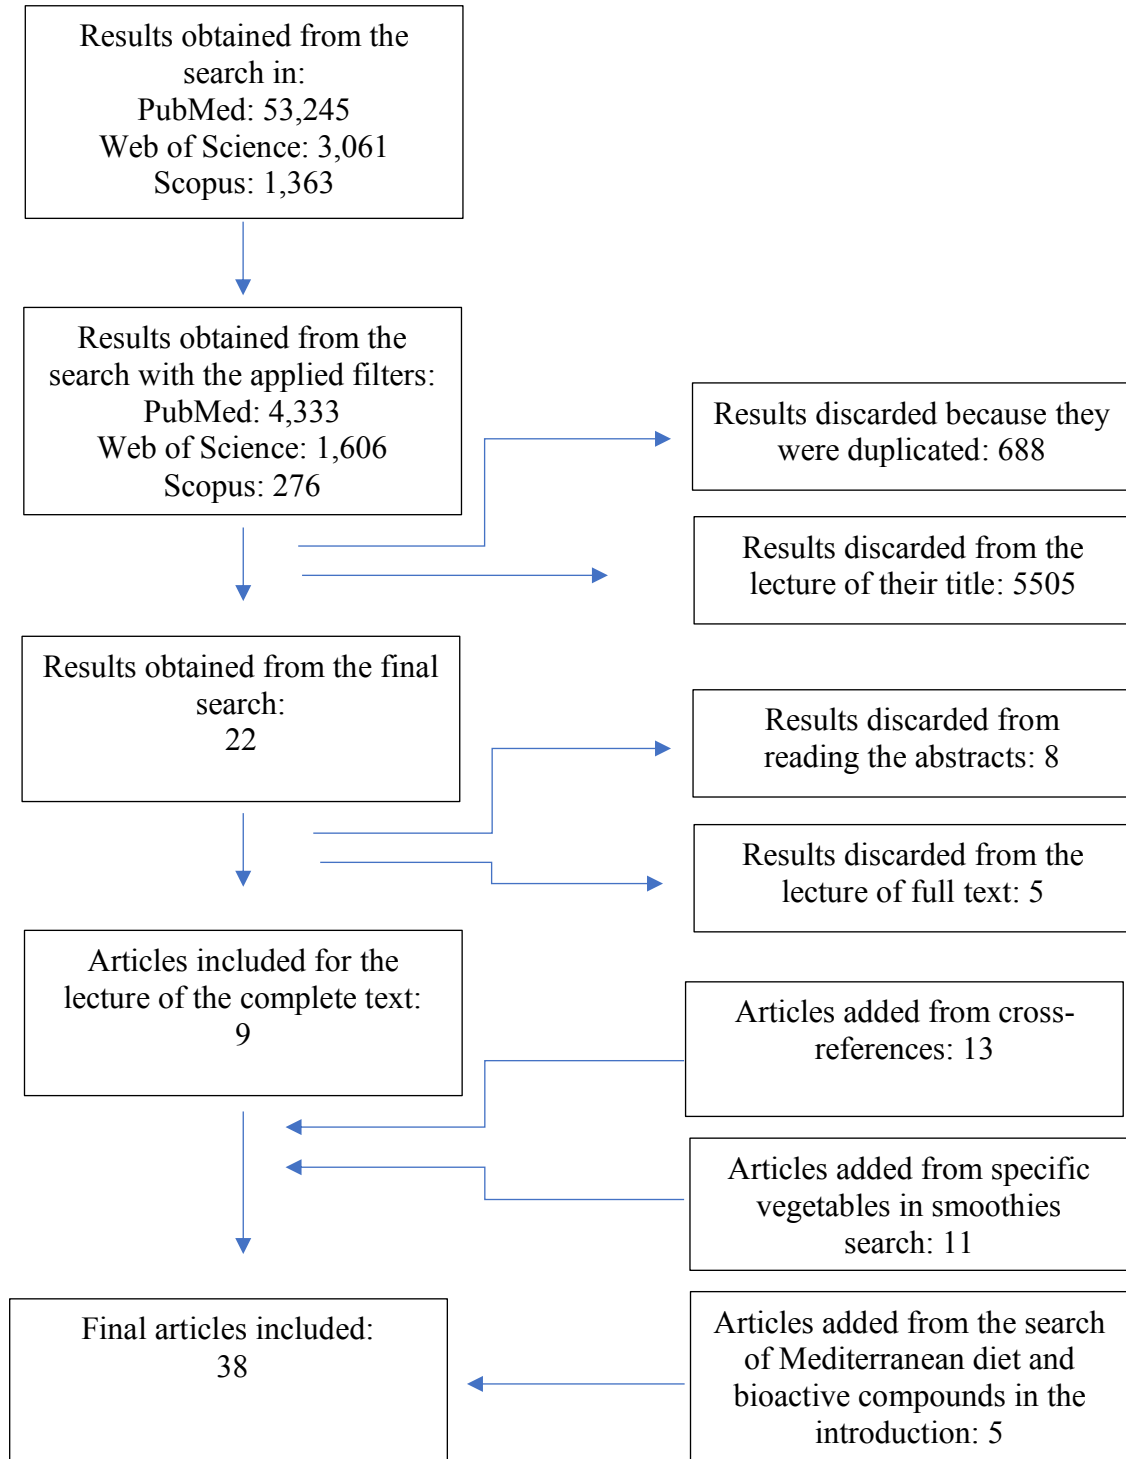 Results obtained from the
search in:
PubMed: 53,245
Web of Science: 3,061
Scopus: 1,363
Results obtained from the
search with the applied filters:
PubMed: 4,333
Web of Science: 1,606
Scopus: 276
Results discarded because they
were duplicated: 688
Results discarded from the
lecture of their title: 5505
Results obtained from the final
search:
22
Results discarded from
reading the abstracts: 8
Results discarded from the
lecture of full text: 5
Articles included for the
lecture of the complete text:
9
Articles added from cross-
references: 13
Articles added from specific
vegetables in smoothies
search: 11
Final articles included:
38
Articles added from the search
of Mediterranean diet and
bioactive compounds in the
introduction: 5